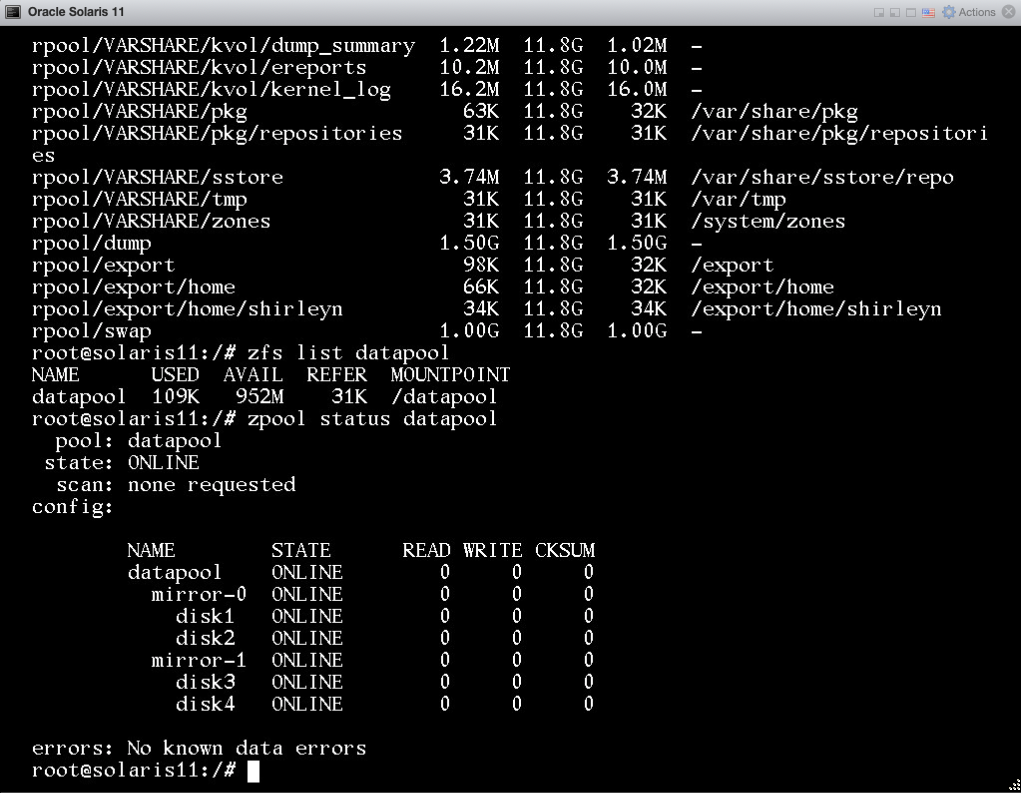 Oracle Solaris 11
Actions
rpool/VARSHARE/kvol/dump_summary 1.22M 11.8G 1.02M -
rpool/VARSHARE/kvol/ereports 10.2M 11.8G 10.0M -
rpool/VARSHARE/kvol/kernel_log 16.2M 11.8G 16.0M -
rpool/VARSHARE/pkg 63K 11.8G 32K /var/share/pkg
rpool/VARSHARE/pkg/repositories 31K 11.8G 31K /var/share/pkg/repositori
es
rpool/VARSHARE/sstore 3.74M 11.8G 3.74M /var/share/sstore/repo
rpool/VARSHARE/tmp 31K 11.8G 31K /var/tmp
rpool/VARSHARE/zones 31K 11.8G 31K /system/zones
rpool/dump 1.50G 11.8G 1.50G -
rpool/export 98K 11.8G 32K /export
rpool/export/home 66K 11.8G 32K /export/home
rpool/export/home/shirleyn 34K 11.8G 34K /export/home/shirleyn
rpool/swap 1.00G 11.8G 1.00G -
root@solaris11:/# zfs list datapool
NAME USED AVAIL REFER MOUNTPOINT
datapool 109K 952M 31K /datapool
root@solaris11:/# zpool status datapool
pool: datapool
state: ONLINE
scan: none requested
config:
NAME STATE READ WRITE CKSUM
datapool ONLINE 0 0 0
mirror-0 ONLINE 0 0 0
disk1 ONLINE 0 0 0
disk2 ONLINE 0 0 0
mirror-1 ONLINE 0 0 0
disk3 ONLINE 0 0 0
disk4 ONLINE 0 0 0
errors: No known data errors
root@solaris11:/#